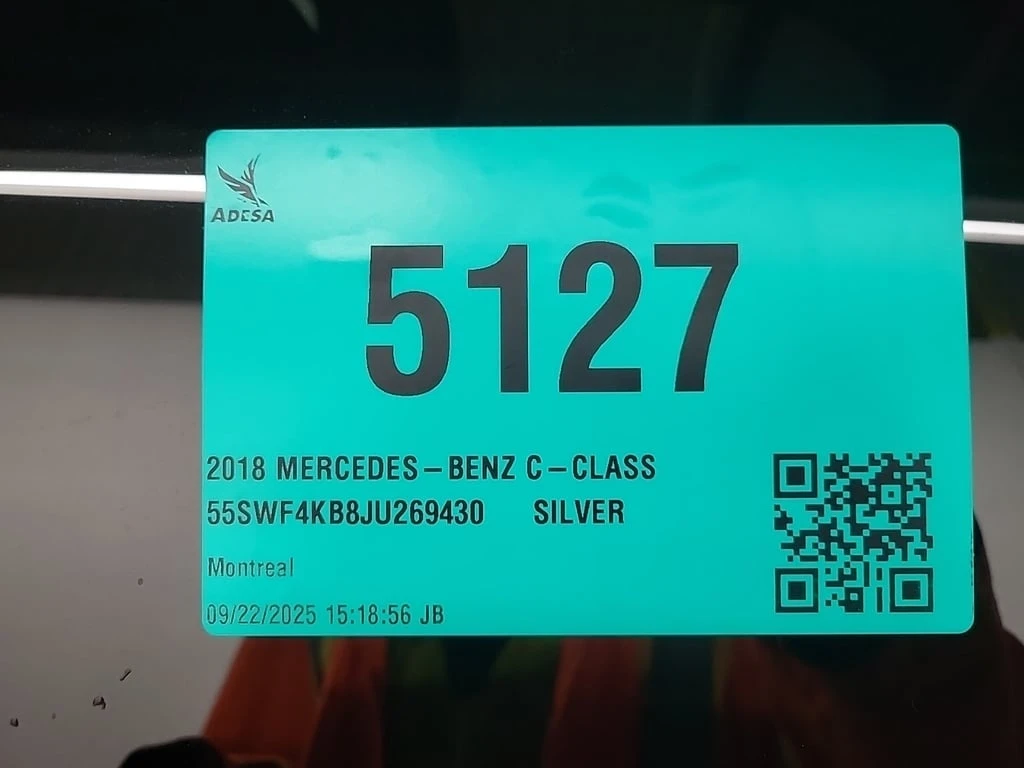 ADESA
5127
2018 MERCEDES-BENZ C-CLASS
55SWF4KB8JU269430 SILVER
Montreal
09/22/2025 15:18:56 JB